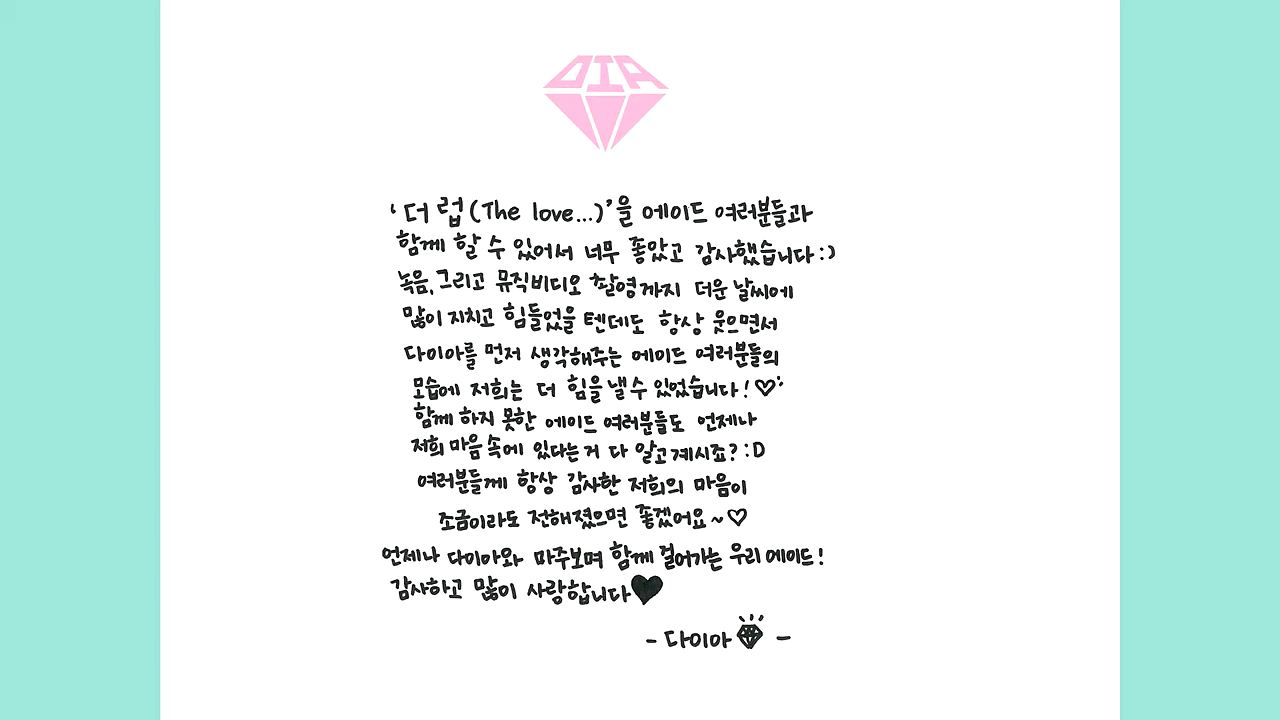 DIA
'더 럽(The love...)'을 에이드 여러분들과
함께 할 수 있어서 너무 좋았고 감사했습니다:)
녹음, 그리고 뮤직비디오 촬영까지 더운 날씨에
많이 지치고 힘들었을 텐데도 항상 웃으면서
다이아를 먼저 생각해주는 에이드 여러분들의
모습에 저희는 더 힘을 낼 수 있었습니다!♡
함께 하지 못한 에이드 여러분들도 언제나
저희 마음 속에 있다는 거 다 알고 계시죠? :D
여러분들께 항상 감사한 저희의 마음이
조금이라도 전해졌으면 좋겠어요~♡
언제나 다이아와 마주보며 함께 걸어가는 우리 에이드!
감사하고 많이 사랑합니다♥
- 다이아 -